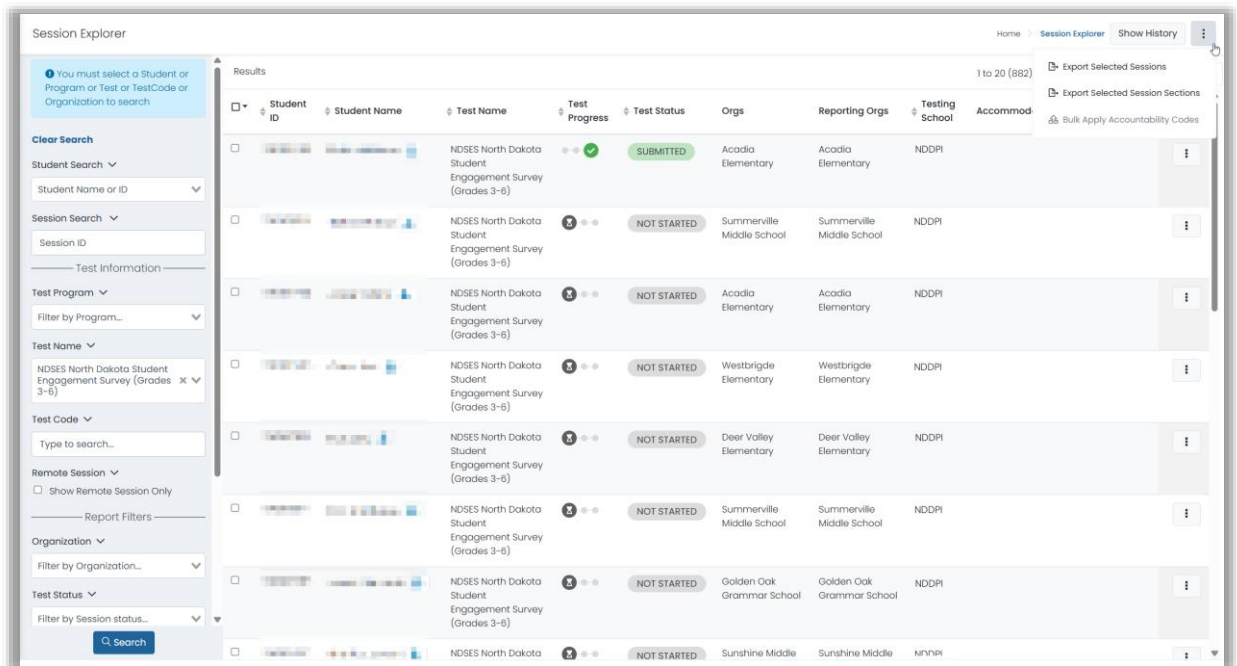 Session Explorer
Home > Session Explorer Show History
You must select a Student or
Program or Test or TestCode or
Organization to search
Clear Search
Student Search
Student Name or ID
Session Search
Session ID
Test Information
Test Program
Filter by Program...
Test Name
NDSES North Dakota Student
Engagement Survey (Grades
3-6)
Test Code
Type to search...
Remote Session
Show Remote Session Only
Report Filters
Organization
Filter by Organization...
Test Status
Filter by Session status...
Search
Results
1 to 20 (882)
Export Selected Sessions
Export Selected Session Sections
Bulk Apply Accountability Codes
Student
ID
Student Name
Test Name
Test
Progress
Test Status
Orgs
Reporting Orgs
Testing
School
NDSES North Dakota
Student
Engagement Survey
(Grades 3-6)
SUBMITTED
Acadia
Elementary
Acadia
Elementary
NDDPI
NDSES North Dakota
Student
Engagement Survey
(Grades 3-6)
NOT STARTED
Summerville
Middle School
Summerville
Middle School
NDDPI
NDSES North Dakota
Student
Engagement Survey
(Grades 3-6)
NOT STARTED
Acadia
Elementary
Acadia
Elementary
NDDPI
NDSES North Dakota
Student
Engagement Survey
(Grades 3-6)
NOT STARTED
Westbrigde
Elementary
Westbrigde
Elementary
NDDPI
NDSES North Dakota
Student
Engagement Survey
(Grades 3-6)
NOT STARTED
Deer Valley
Elementary
Deer Valley
Elementary
NDDPI
NDSES North Dakota
Student
Engagement Survey
(Grades 3-6)
NOT STARTED
Summerville
Middle School
Summerville
Middle School
NDDPI
NDSES North Dakota
Student
Engagement Survey
(Grades 3-6)
NOT STARTED
Golden Oak
Grammar School
Golden Oak
Grammar School
NDDPI
NDSES North Dakota
NOT STARTED
Sunshine Middle
Sunshine Middle
NDDPI